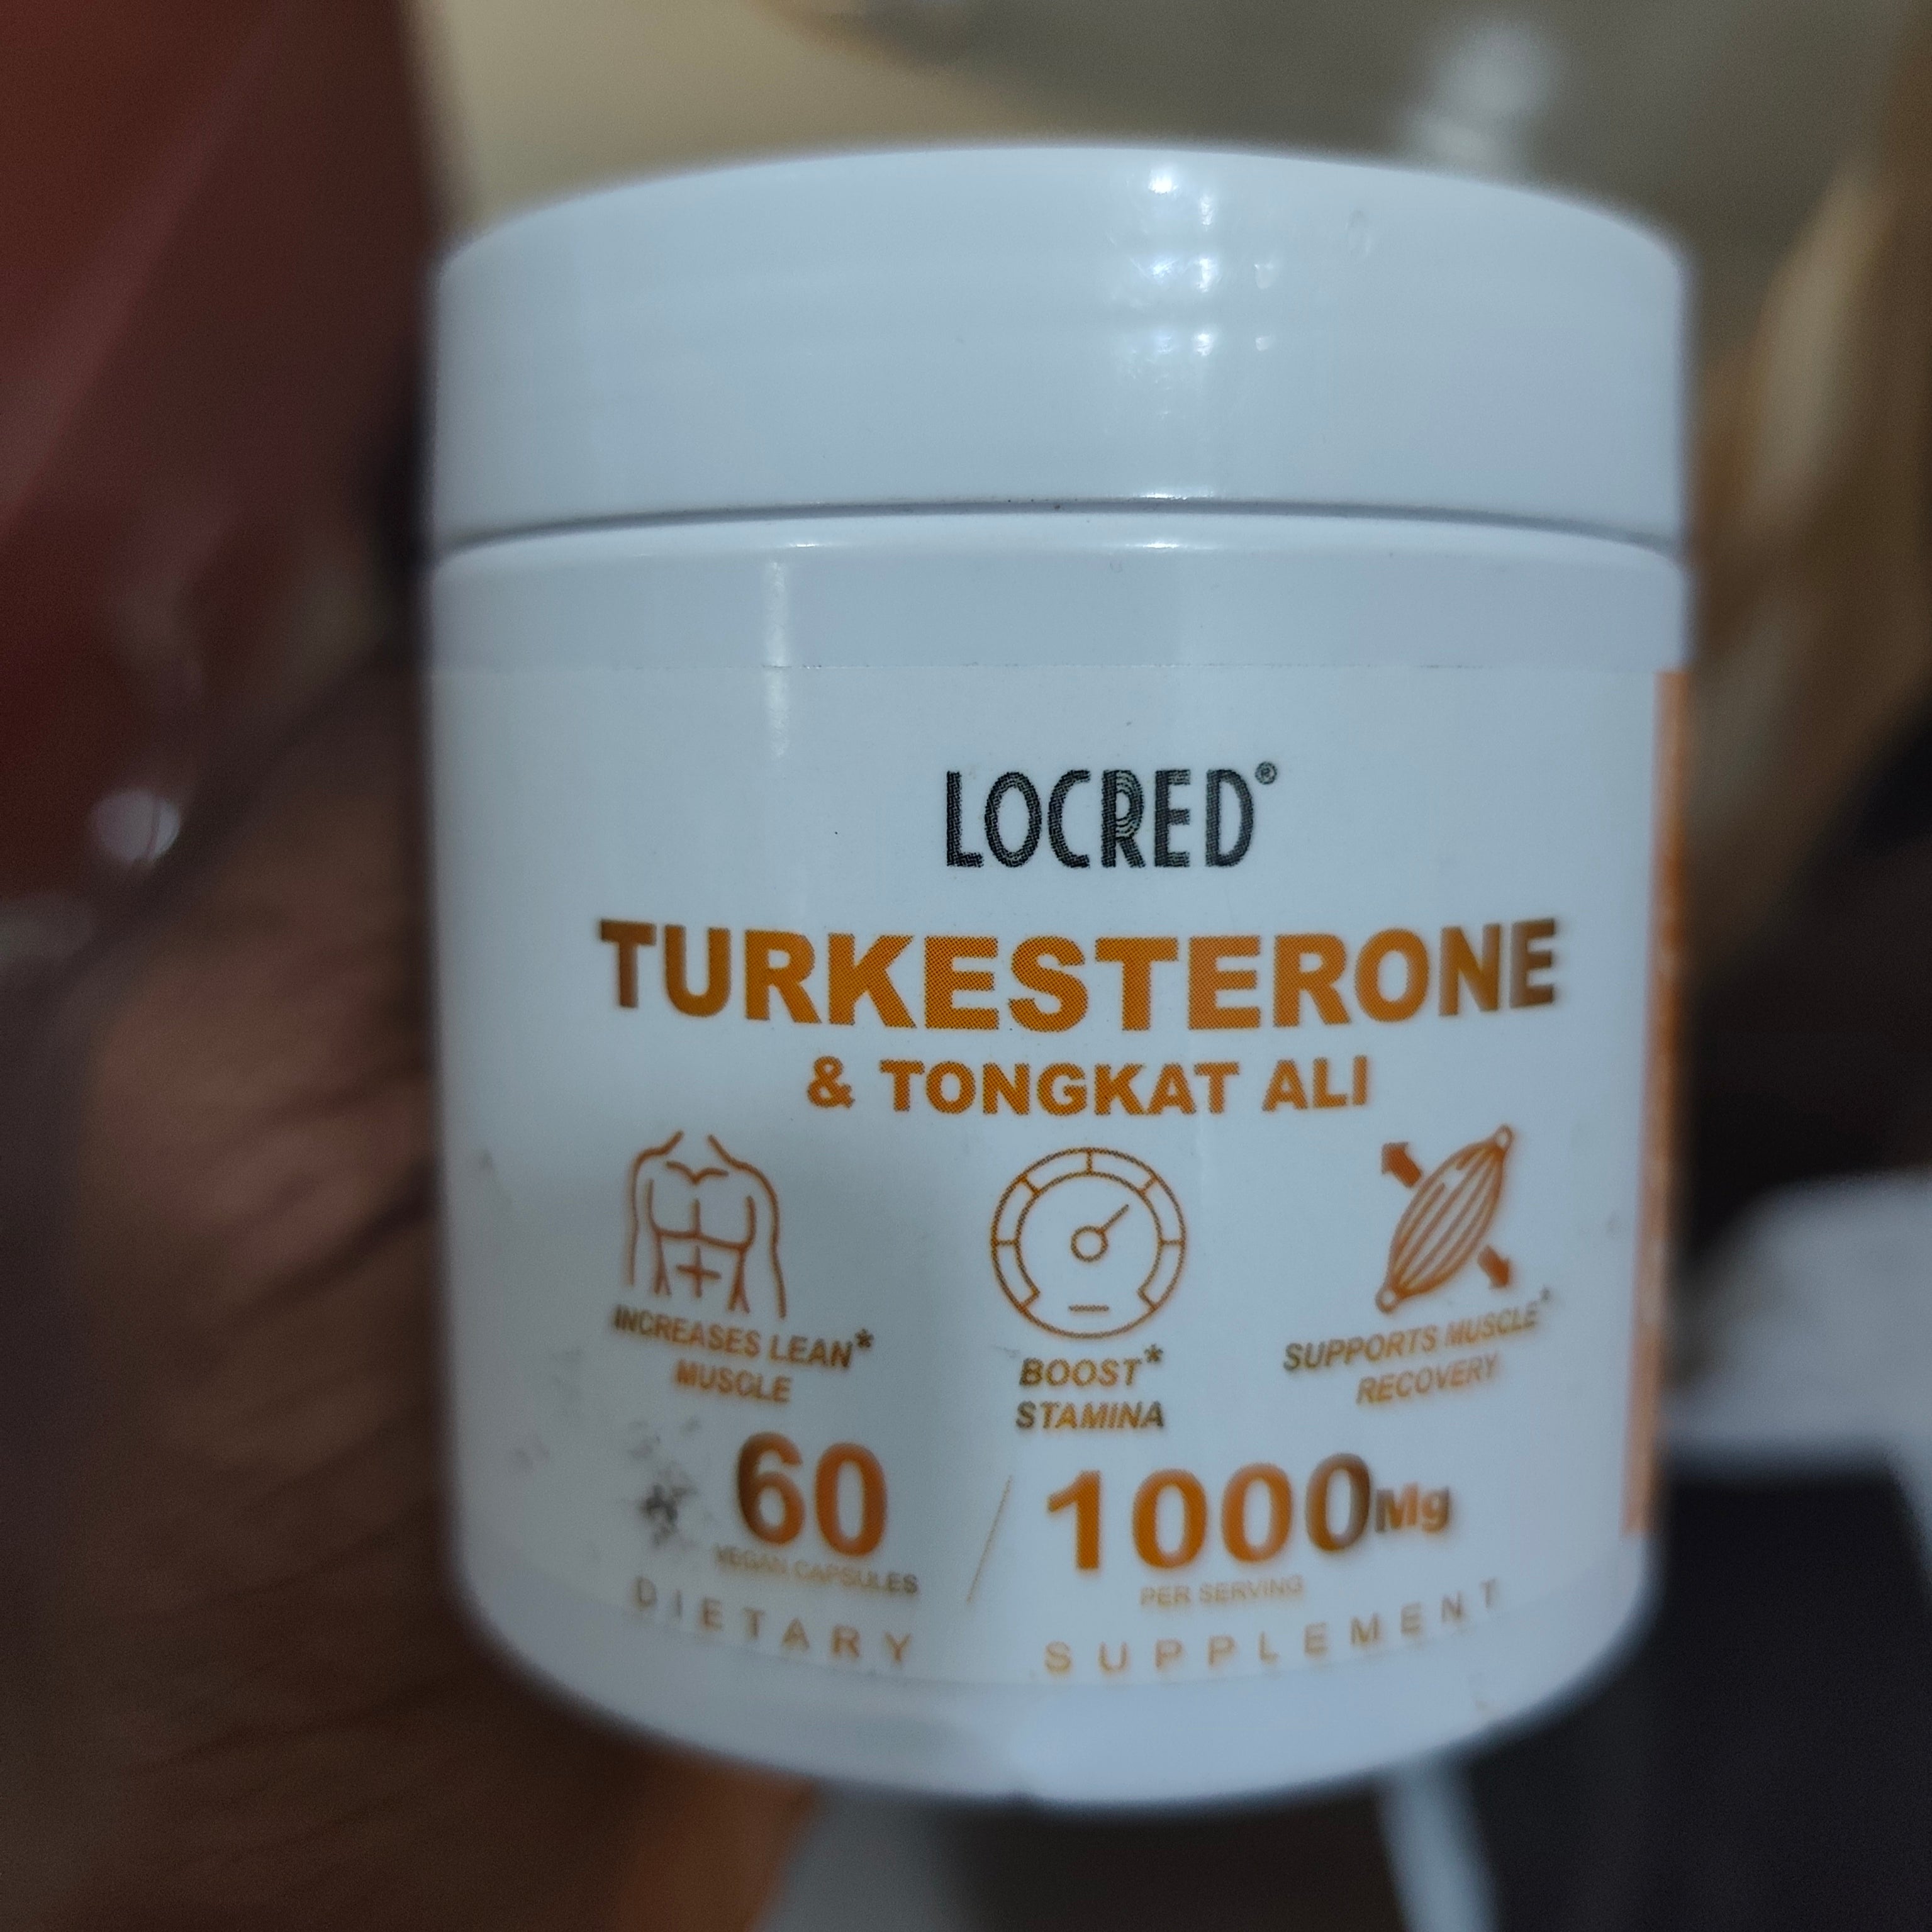 LOCRED®
TURKESTERONE
& TONGKAT ALI
INCREASES LEAN*
MUSCLE
BOOST*
STAMINA
SUPPORTS MUSCLE*
RECOVERY
60
VEGAN CAPSULES
1000Mg
PER SERVING
DIETARY SUPPLEMENT